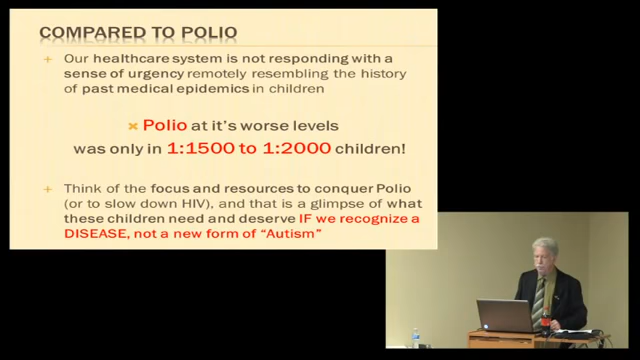 COMPARED TO POLIO
Our healthcare system is not responding with a
sense of urgency remotely resembling the history
of past medical epidemics in children
Polio at it's worse levels
was only in 1:1500 to 1:2000 children!
Think of the focus and resources to conquer Polio
(or to slow down HIV), and that is a glimpse of what
these children need and deserve IF we recognize a
DISEASE, not a new form of “Autism”